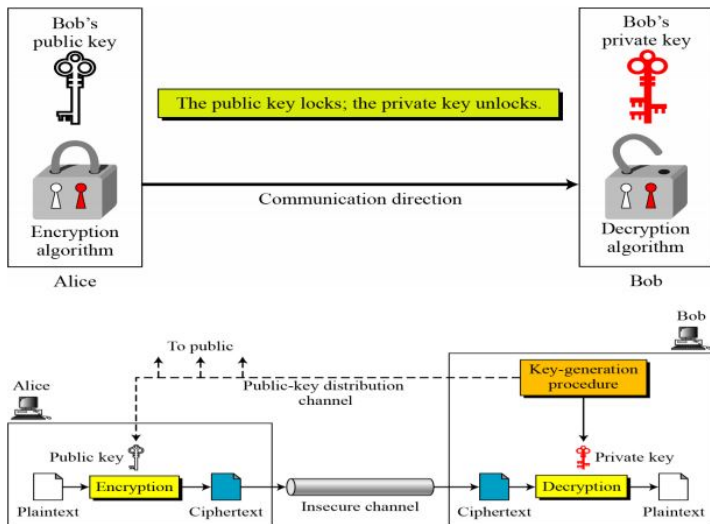 Bob's
public key
Bob's
private key
The public key locks; the private key unlocks.
Communication direction
Encryption
algorithm
Decryption
algorithm
Alice
Bob
Bob
To public
Key-generation
procedure
Alice
Public-key distribution
channel
Public key
Private key
Encryption
Decryption
Plaintext
Ciphertext
Insecure channel
Ciphertext
Plaintext